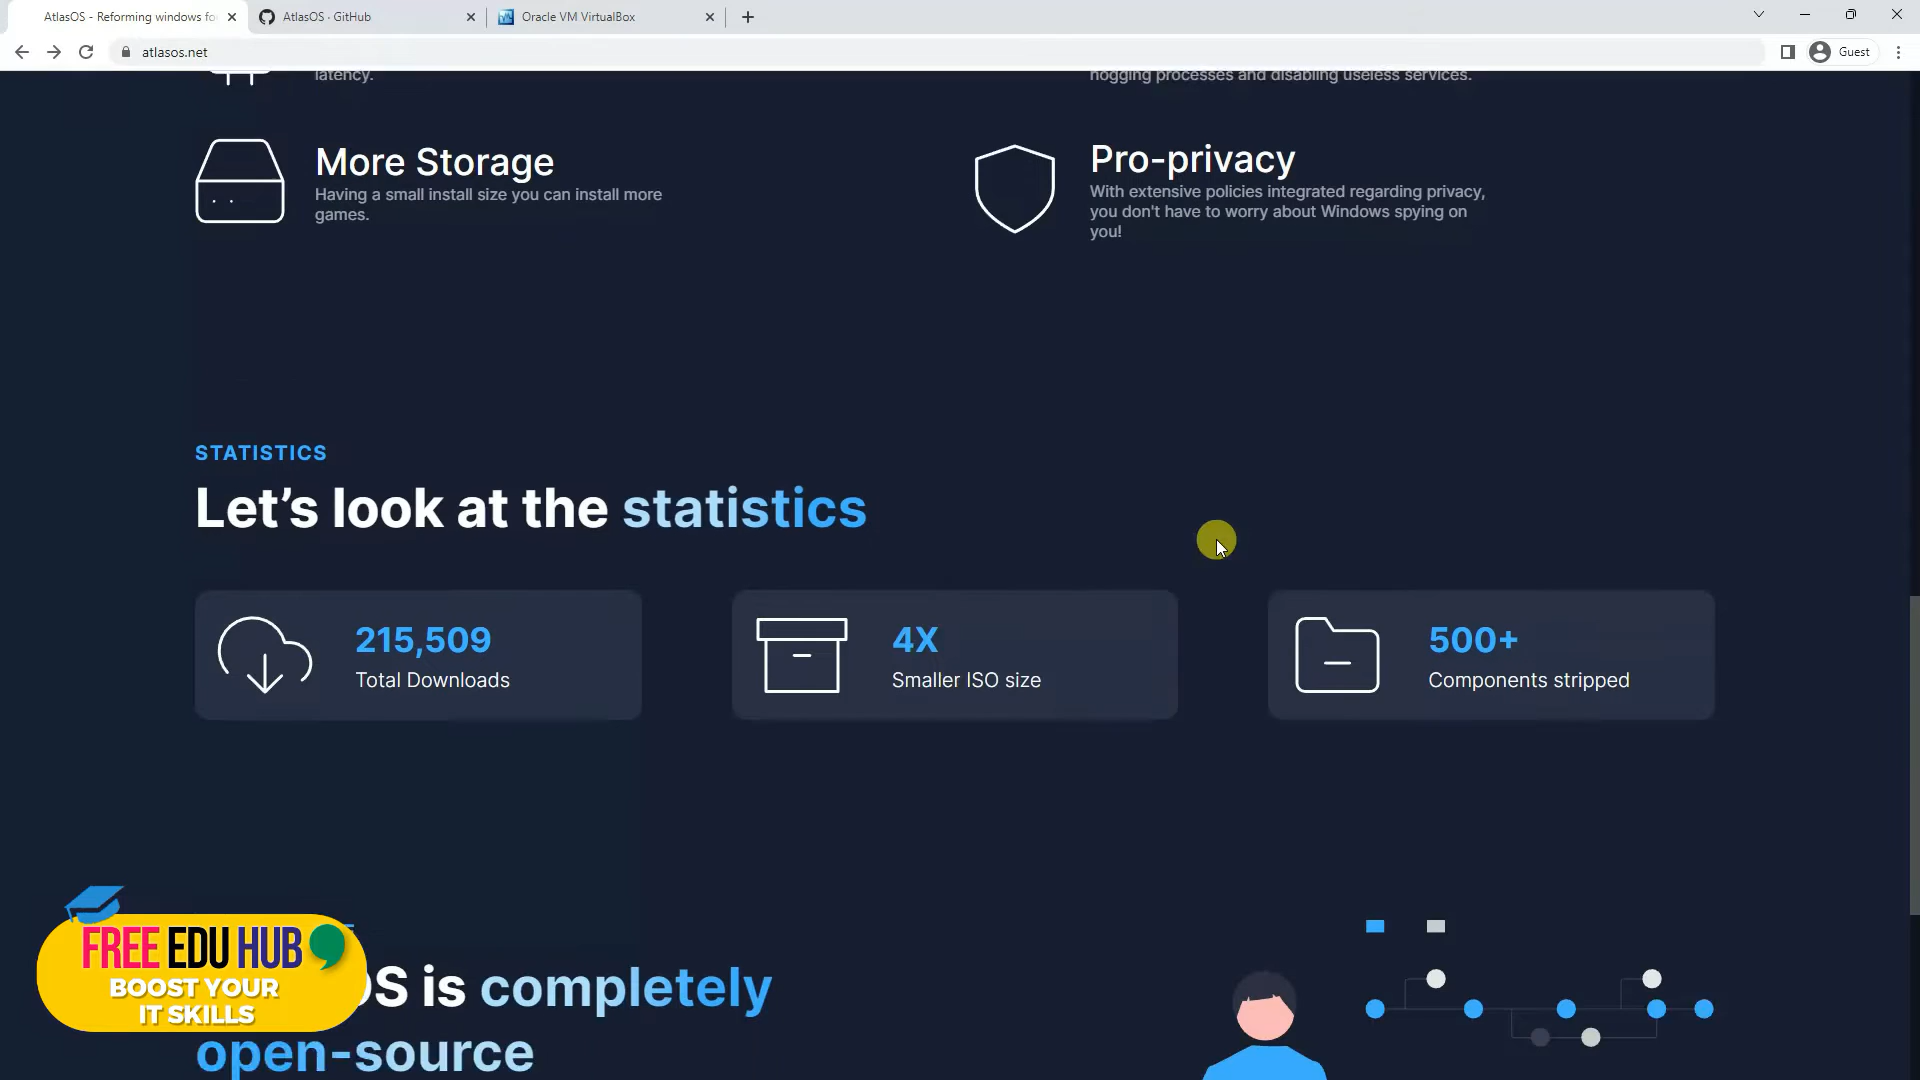 AtlasOS - Reforming windows fo
AtlasOS · GitHub
Oracle VM VirtualBox
atlasos.net
Guest
latency.
hogging processes and disabling useless services.
More Storage
Having a small install size you can install more
games.
Pro-privacy
With extensive policies integrated regarding privacy,
you don't have to worry about Windows spying on
you!
STATISTICS
Let’s look at the statistics
215,509
Total Downloads
4X
Smaller ISO size
500+
Components stripped
OS is completely
open-source
FREE EDU HUB
BOOST YOUR
IT SKILLS